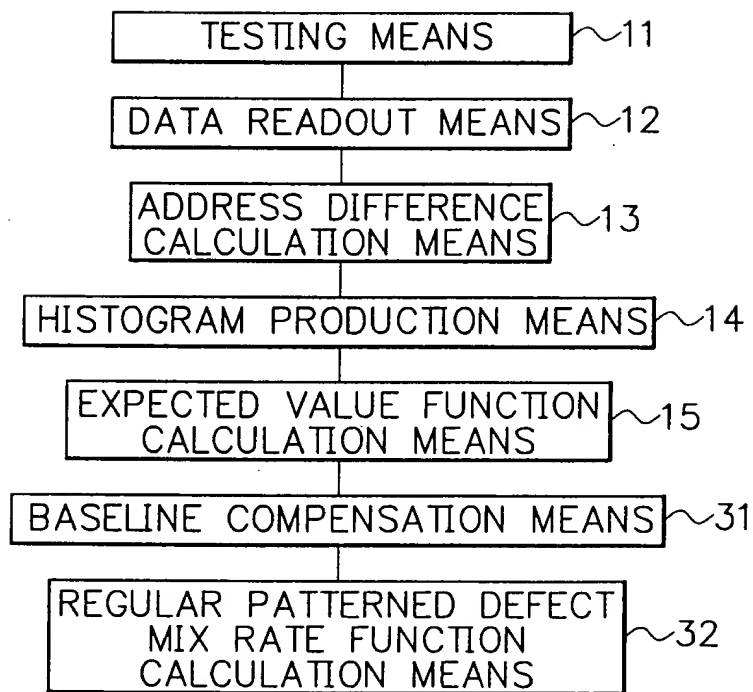 TESTING MEANS 11
DATA READOUT MEANS 12
ADDRESS DIFFERENCE
CALCULATION MEANS 13
HISTOGRAM PRODUCTION MEANS 14
EXPECTED VALUE FUNCTION
CALCULATION MEANS 15
BASELINE COMPENSATION MEANS 31
REGULAR PATTERNED DEFECT
MIX RATE FUNCTION 32
CALCULATION MEANS